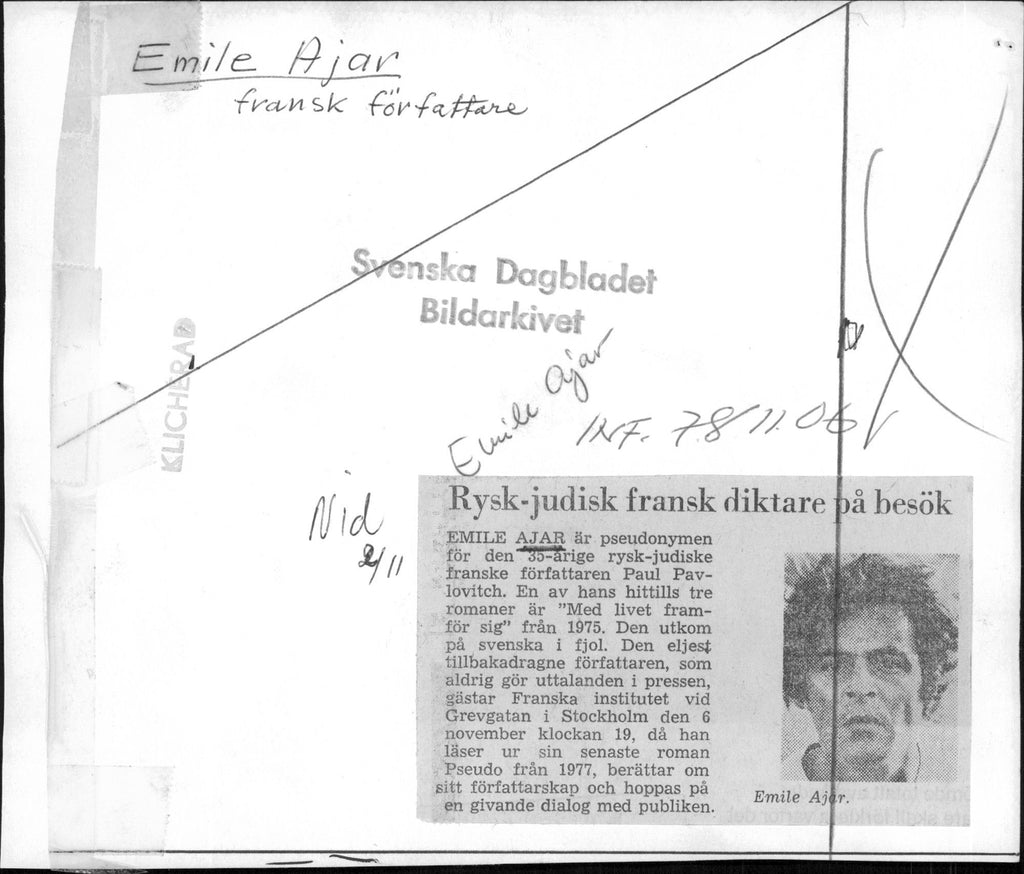 Emile Ajar
fransk författare
Svenska Dagbladet
Bildarkivet
KLICHERAD
Emile Ajar
INF. 78/11.06
Nid
2/11
Rysk-judisk fransk diktare på besök
EMILE AJAR är pseudonymen
för den 35-årige rysk-judiske
franske författaren Paul Pav-
lovitch. En av hans hittills tre
romaner är ”Med livet fram-
för sig” från 1975. Den utkom
på svenska i fjol. Den eljest
tillbakadragne författaren, som
aldrig gör uttalanden i pressen,
gästar Franska institutet vid
Grevgatan i Stockholm den 6
november klockan 19, då han
läser ur sin senaste roman
Pseudo från 1977, berättar om
sitt författarskap och hoppas på
en givande dialog med publiken.
Emile Ajar.